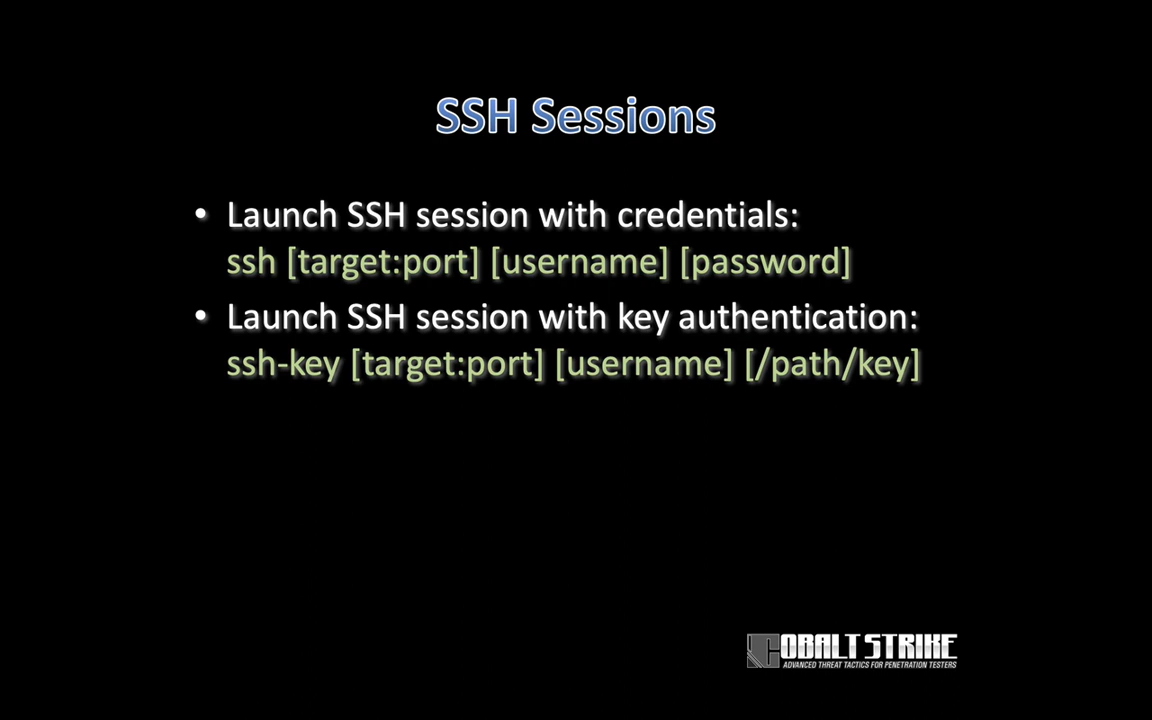 SSH Sessions
• Launch SSH session with credentials:
ssh [target:port] [username] [password]
• Launch SSH session with key authentication:
ssh-key [target:port] [username] [/path/key]
COBALT STRIKE
ADVANCED THREAT TACTICS FOR PENETRATION TESTERS